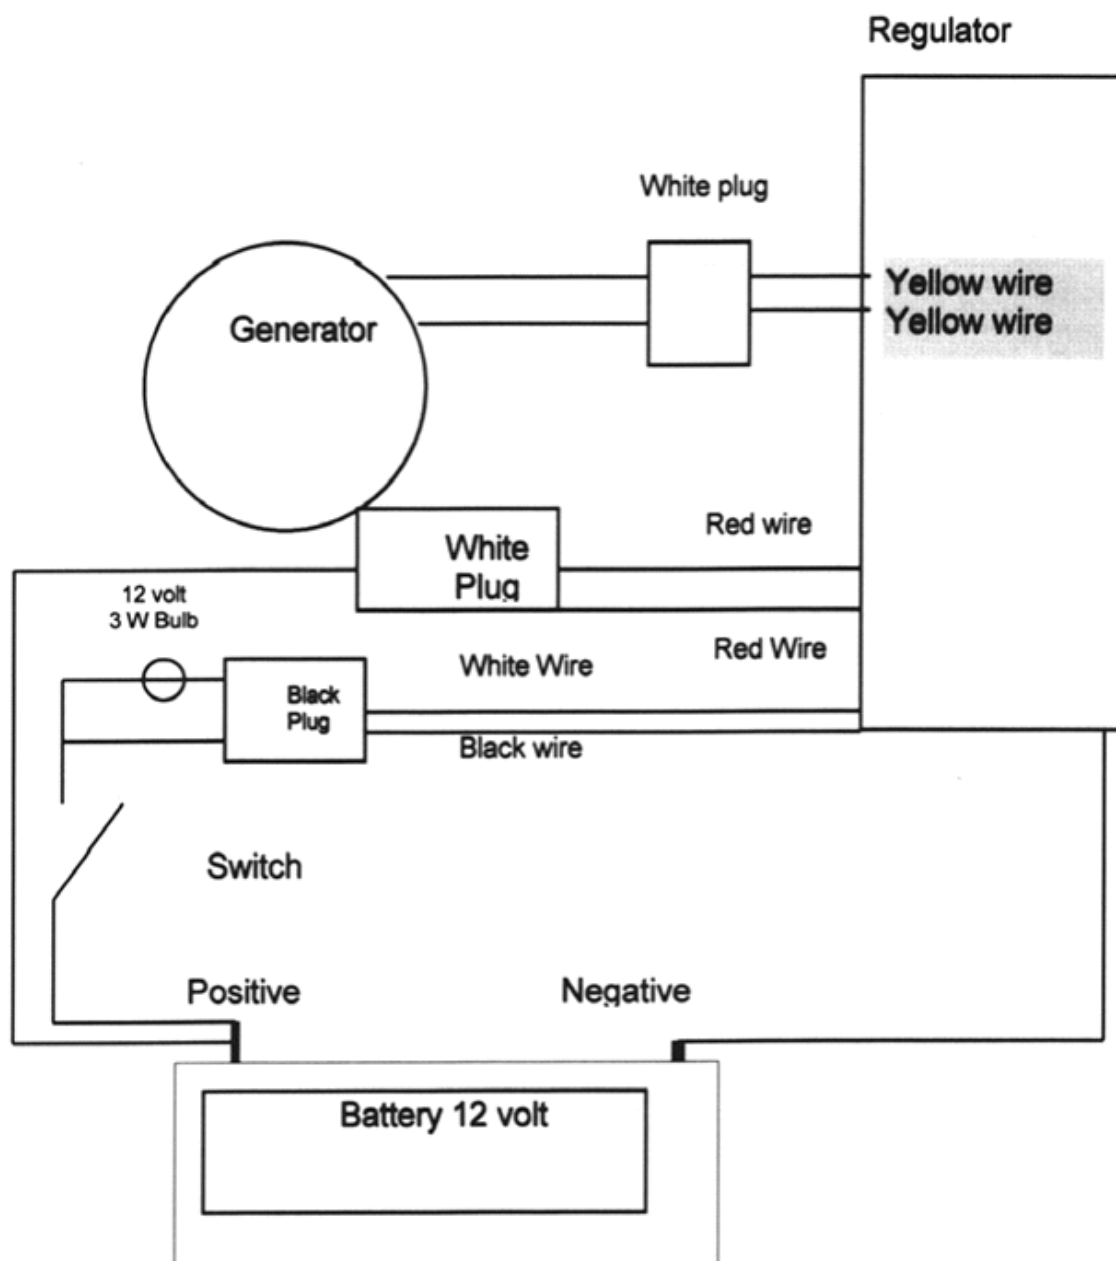 Regulator
White plug
Yellow wire
Yellow wire
Generator
Red wire
White
Plug
12 volt
3 W Bulb
White Wire
Red Wire
Black
Plug
Black wire
Switch
Positive
Negative
Battery 12 volt